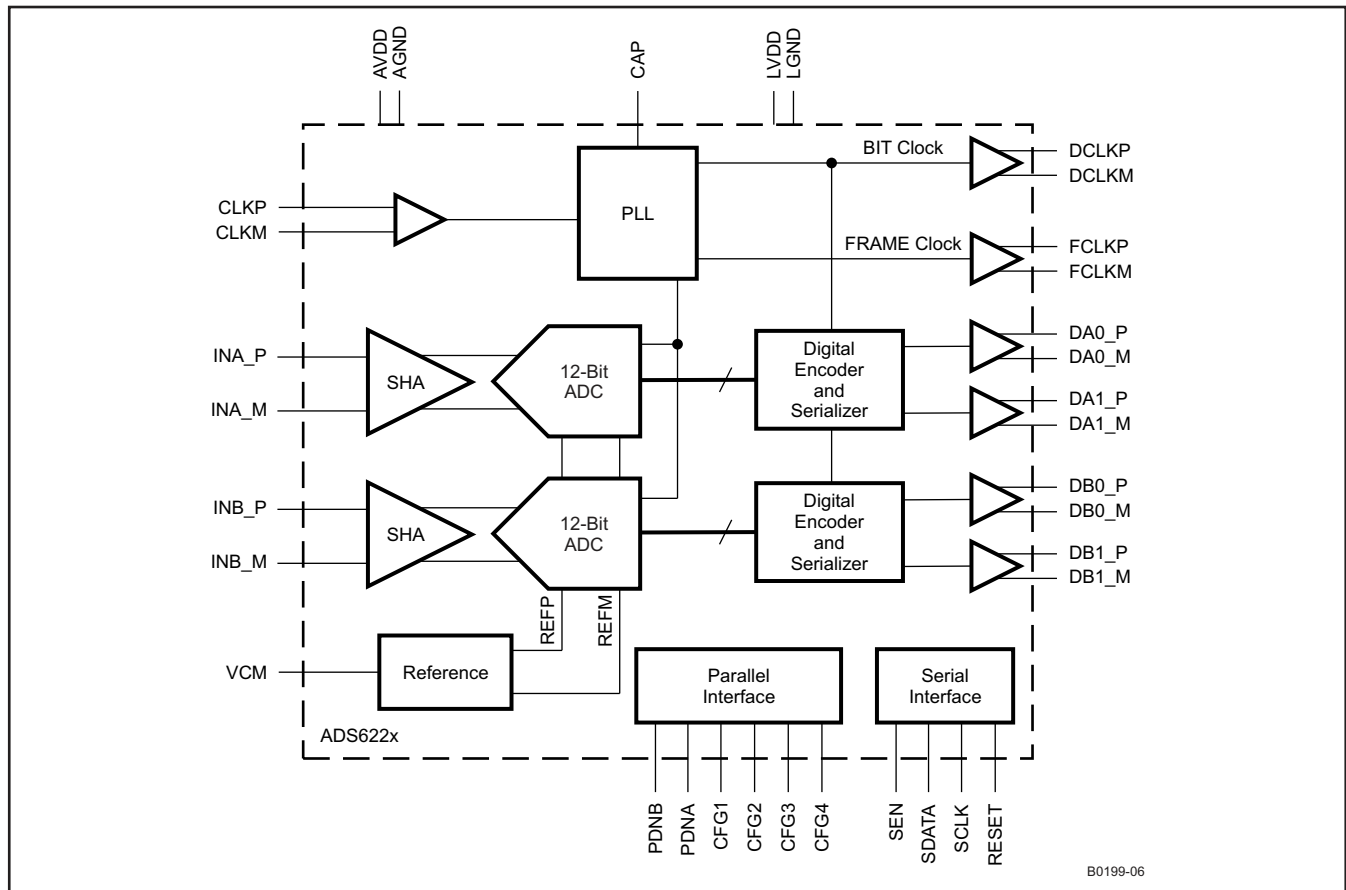 AVDD
AGND
CAP
LVDD
LGND
BIT Clock
DCLKP
DCLKM
CLKP
CLKM
PLL
FRAME Clock
FCLKP
FCLKM
INA_P
INA_M
SHA
12-Bit
ADC
Digital
Encoder
and
Serializer
DA0_P
DA0_M
DA1_P
DA1_M
INB_P
INB_M
SHA
12-Bit
ADC
Digital
Encoder
and
Serializer
DB0_P
DB0_M
DB1_P
DB1_M
REFP
REFM
VCM
Reference
Parallel
Interface
Serial
Interface
ADS622x
PDNB
PDNA
CFG1
CFG2
CFG3
CFG4
SEN
SDATA
SCLK
RESET
B0199-06